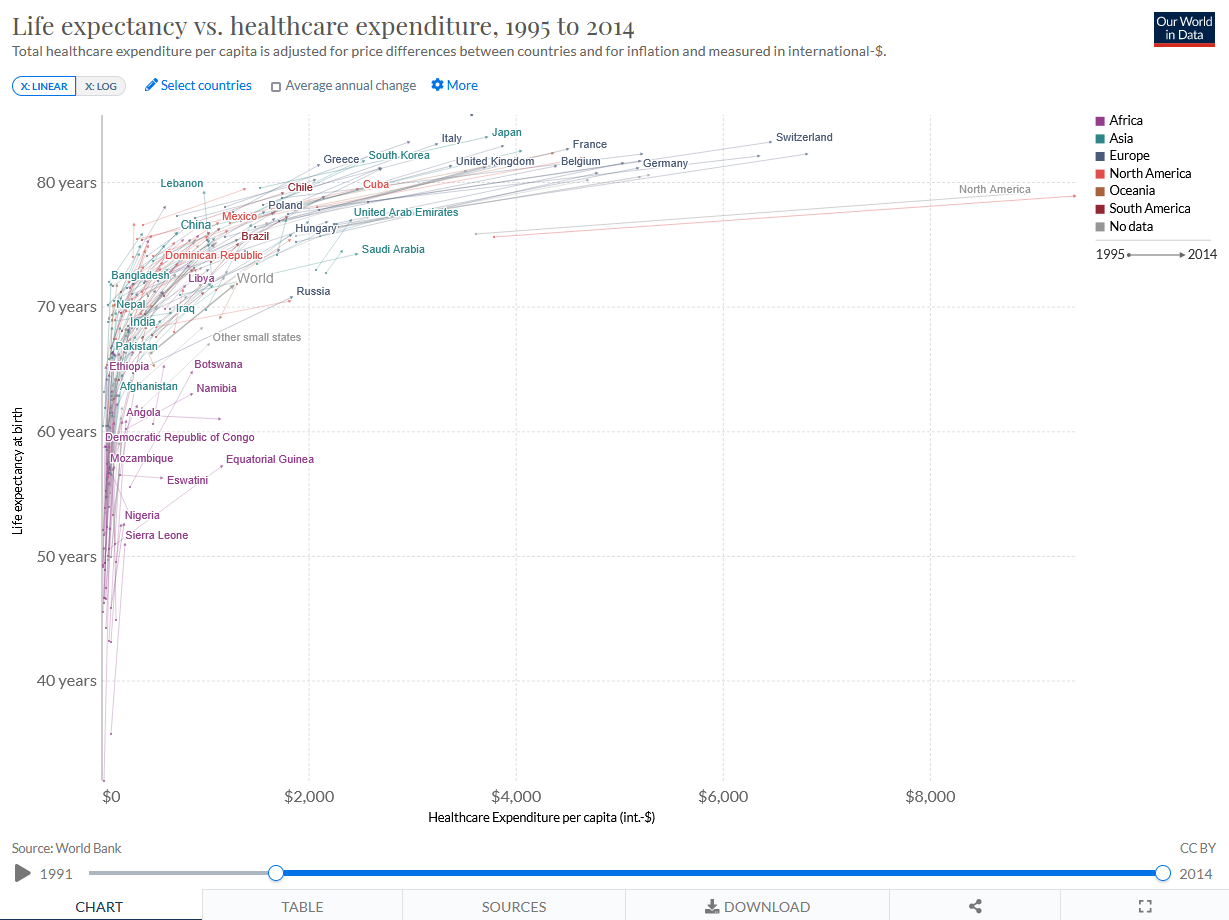 Life expectancy vs. healthcare expenditure, 1995 to 2014
Total healthcare expenditure per capita is adjusted for price differences between countries and for inflation and measured in international-$.
Our World
in Data
X: LINEAR X: LOG Select countries Average annual change More
Africa
Asia
Europe
North America
Oceania
South America
No data
1995 2014
Life expectancy at birth
80 years
70 years
60 years
50 years
40 years
Japan
Italy
France
Switzerland
Greece
South Korea
United Kingdom
Belgium
Germany
Lebanon
Chile
Cuba
North America
Poland
United Arab Emirates
Mexico
China
Hungary
Brazil
Saudi Arabia
Dominican Republic
Bangladesh
Libya
World
Russia
Nepal
Iraq
India
Other small states
Pakistan
Ethiopia
Botswana
Afghanistan
Namibia
Angola
Democratic Republic of Congo
Mozambique
Equatorial Guinea
Eswatini
Nigeria
Sierra Leone
$0
$2,000
$4,000
$6,000
$8,000
Healthcare Expenditure per capita (int.-$)
Source: World Bank
CC BY
1991
2014
CHART TABLE SOURCES DOWNLOAD